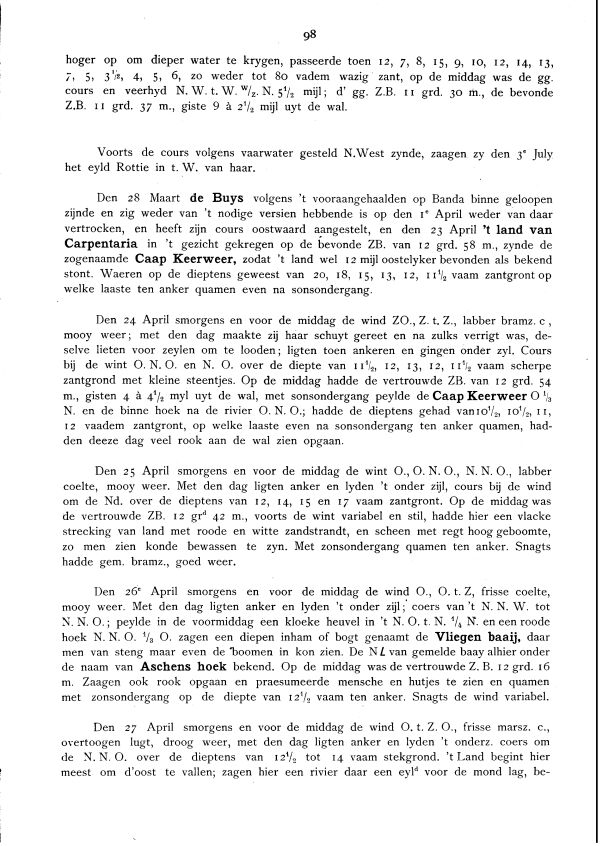 98
hoger op om dieper water te krygen, passeerde toen 12, 7, 8, 15, 9, 10, 12, 14, 13,
7, 5, 3 1/2, 4, 5, 6, zo weder tot 80 vadem wazig zant, op de middag was de gg.
cours en veerhyd N. W. t. W. W/z. N. 5 1/2 mijl; d' gg. Z.B. 11 grd. 30 m., de bevonde
Z.B. 11 grd. 37 m., giste 9 à 2 1/2 mijl uyt de wal.
Voorts de cours volgens vaarwater gesteld N.West zynde, zaagen zy den 3e July
het eyld Rottie in t. W. van haar.
Den 28 Maart de Buys volgens 't vooraangehaalden op Banda binne geloopen
zijnde en zig weder van 't nodige versien hebbende is op den 1e April weder van daar
vertrocken, en heeft zijn cours oostwaard aangestelt, en den 23 April 't land van
Carpentaria in 't gezicht gekregen op de bevonde ZB. van 12 grd. 58 m., zynde de
zogenaamde Caap Keerweer, zodat 't land wel 12 mijl oostelyker bevonden als bekend
stont. Waeren op de dieptens geweest van 20, 18, 15, 13, 12, 11 1/2 vaam zantgront op
welke laaste ten anker quamen even na sonsondergang.
Den 24 April smorgens en voor de middag de wind ZO., Z. t. Z., labber bramz. c ,
mooy weer; met den dag maakte zij haar schuyt gereet en na zulks verrigt was, de-
selve lieten voor zeylen om te looden; ligten toen ankeren en gingen onder zyl. Cours
bij de wint O. N. O. en N. O. over de diepte van 11 1/2, 12, 13, 12, 11 1/2 vaam scherpe
zantgrond met kleine steentjes. Op de middag hadde de vertrouwde ZB. van 12 grd. 54
m., gisten 4 à 4 1/2 myl uyt de wal, met sonsondergang peylde de Caap Keerweer O 1/3
N. en de binne hoek na de rivier O. N. O.; hadde de dieptens gehad van 10 1/2, 10 1/2, 11,
12 vaadem zantgront, op welke laaste even na sonsondergang ten anker quamen, had-
den deeze dag veel rook aan de wal zien opgaan.
Den 25 April smorgens en voor de middag de wint O., O. N. O., N. N. O., labber
coelte, mooy weer. Met den dag ligten anker en lyden 't onder zijl, cours bij de wind
om de Nd. over de dieptens van 12, 14, 15 en 17 vaam zantgront. Op de middag was
de vertrouwde ZB. 12 grd 42 m., voorts de wint variabel en stil, hadde hier een vlacke
strecking van land met roode en witte zandstrandt, en scheen met regt hoog geboomte,
zo men zien konde bewassen te zyn. Met zonsondergang quamen ten anker. Snagts
hadde gem. bramz., goed weer.
Den 26e April smorgens en voor de middag de wind O., O. t. Z, frisse coelte,
mooy weer. Met den dag ligten anker en lyden 't onder zijl; coers van 't N. N. W. tot
N. N. O.; peylde in de voormiddag een kloeke heuvel in 't N. O. t. N. 1/4 N. en een roode
hoek N. N. O. 1/3 O. zagen een diepen inham of bogt genaamt de Vliegen baaij, daar
men van steng maar even de boomen in kon zien. De N L van gemelde baay alhier onder
de naam van Aschens hoek bekend. Op de middag was de vertrouwde Z. B. 12 grd. 16
m. Zaagen ook rook opgaan en praesumeerde mensche en hutjes te zien en quamen
met zonsondergang op de diepte van 12 1/2 vaam ten anker. Snagts de wind variabel.
Den 27 April smorgens en voor de middag de wind O. t. Z. O., frisse marsz. c.,
overtoogen lugt, droog weer, met den dag ligten anker en lyden 't onderz. coers om
de N. N. O. over de dieptens van 12 1/2 tot 14 vaam stekgrond. 't Land begint hier
meest om d'oost te vallen; zagen hier een rivier daar een eyld voor de mond lag, be-